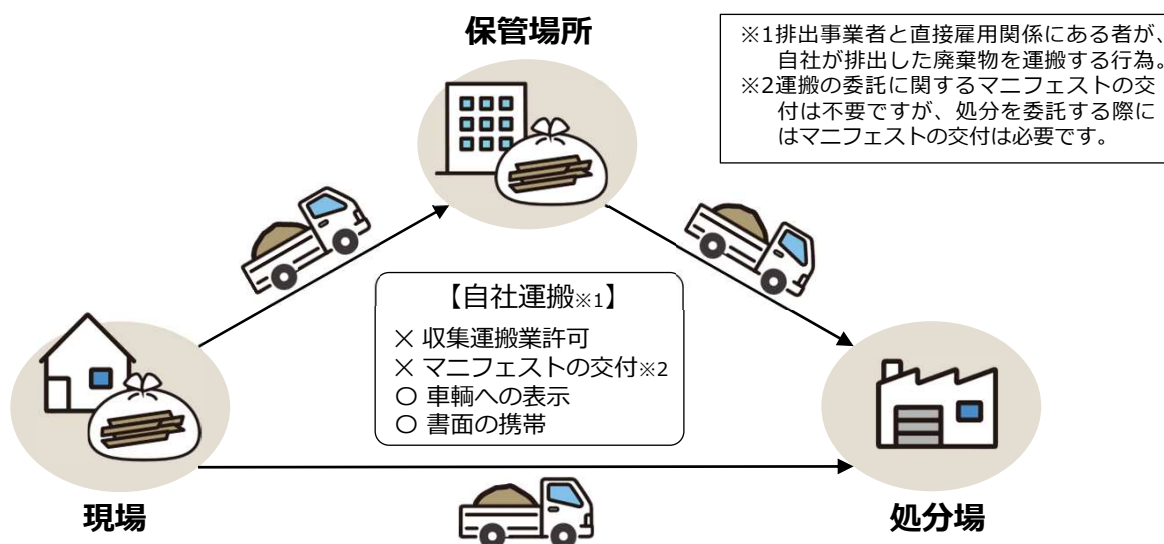 保管場所
※1排出事業者と直接雇用関係にある者が、
自社が排出した廃棄物を運搬する行為。
※2運搬の委託に関するマニフェストの交
付は不要ですが、処分を委託する際に
はマニフェストの交付は必要です。
【自社運搬※1】
× 収集運搬業許可
× マニフェストの交付※2
○ 車輌への表示
○ 書面の携帯
現場
処分場